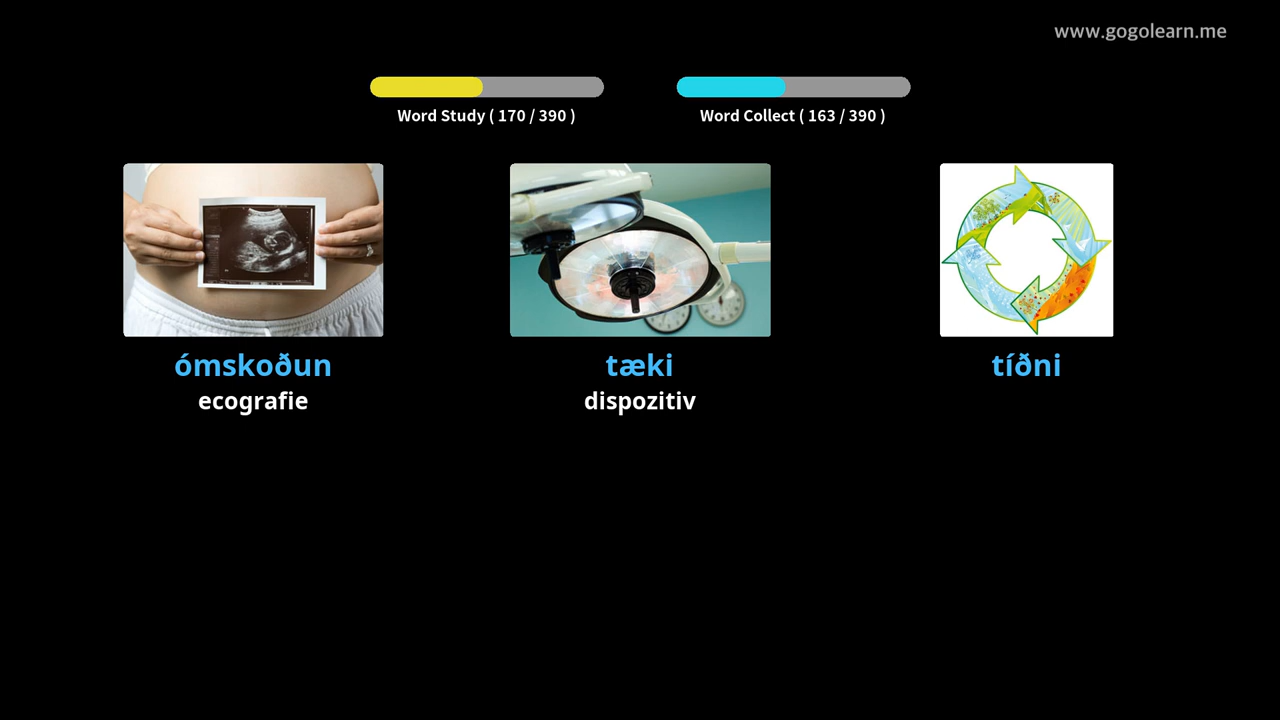 www.gogolearn.me
Word Study ( 170 / 390 )
Word Collect ( 163 / 390 )
ómskoðun
ecografie
tæki
dispozitiv
tíðni